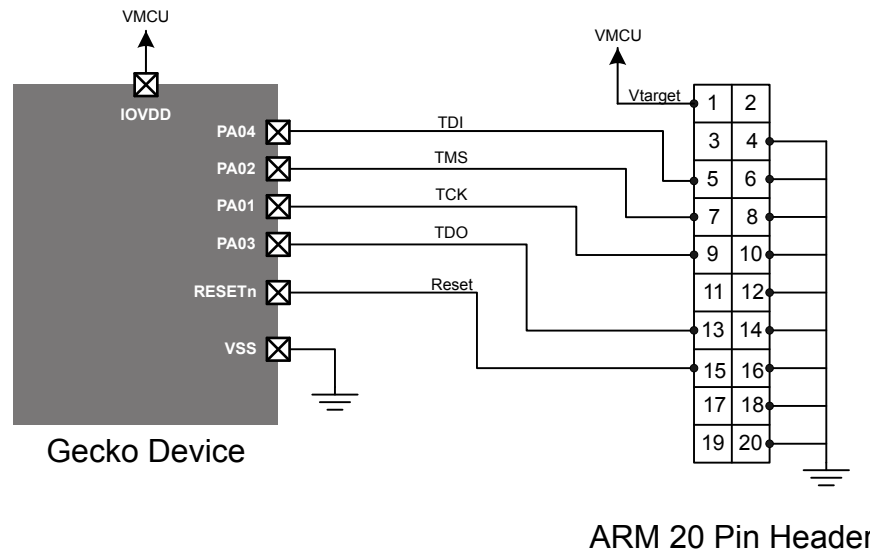 VMCU
IOVDD
PA04
PA02
PA01
PA03
RESETn
VSS
TDI
TMS
TCK
TDO
Reset
Gecko Device
VMCU
Vtarget
1 2
3 4
5 6
7 8
9 10
11 12
13 14
15 16
17 18
19 20
ARM 20 Pin Header